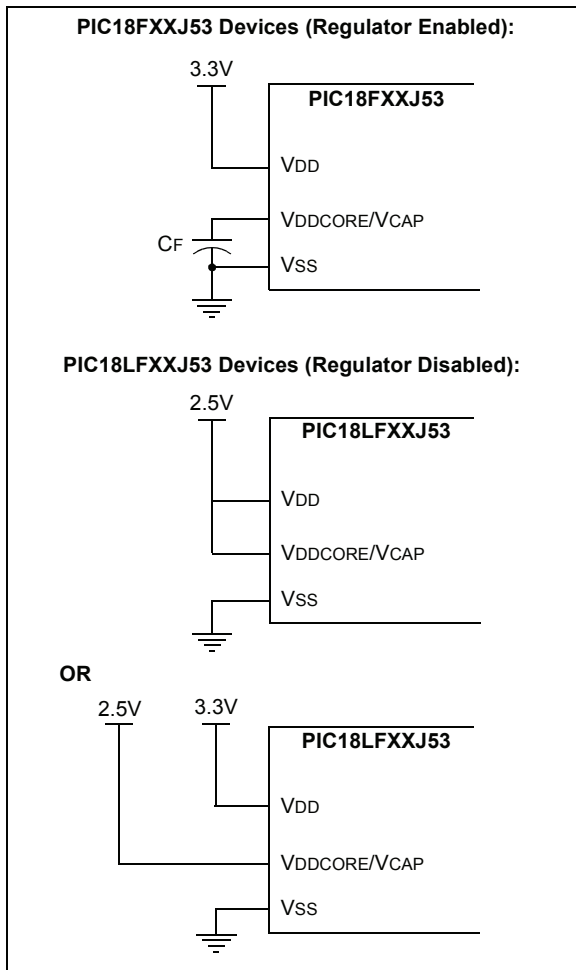 PIC18FXXJ53 Devices (Regulator Enabled):
3.3V
PIC18FXXJ53
VDD
VDDCORE/VCAP
CF
VSS
PIC18LFXXJ53 Devices (Regulator Disabled):
2.5V
PIC18LFXXJ53
VDD
VDDCORE/VCAP
VSS
OR
2.5V 3.3V
PIC18LFXXJ53
VDD
VDDCORE/VCAP
VSS